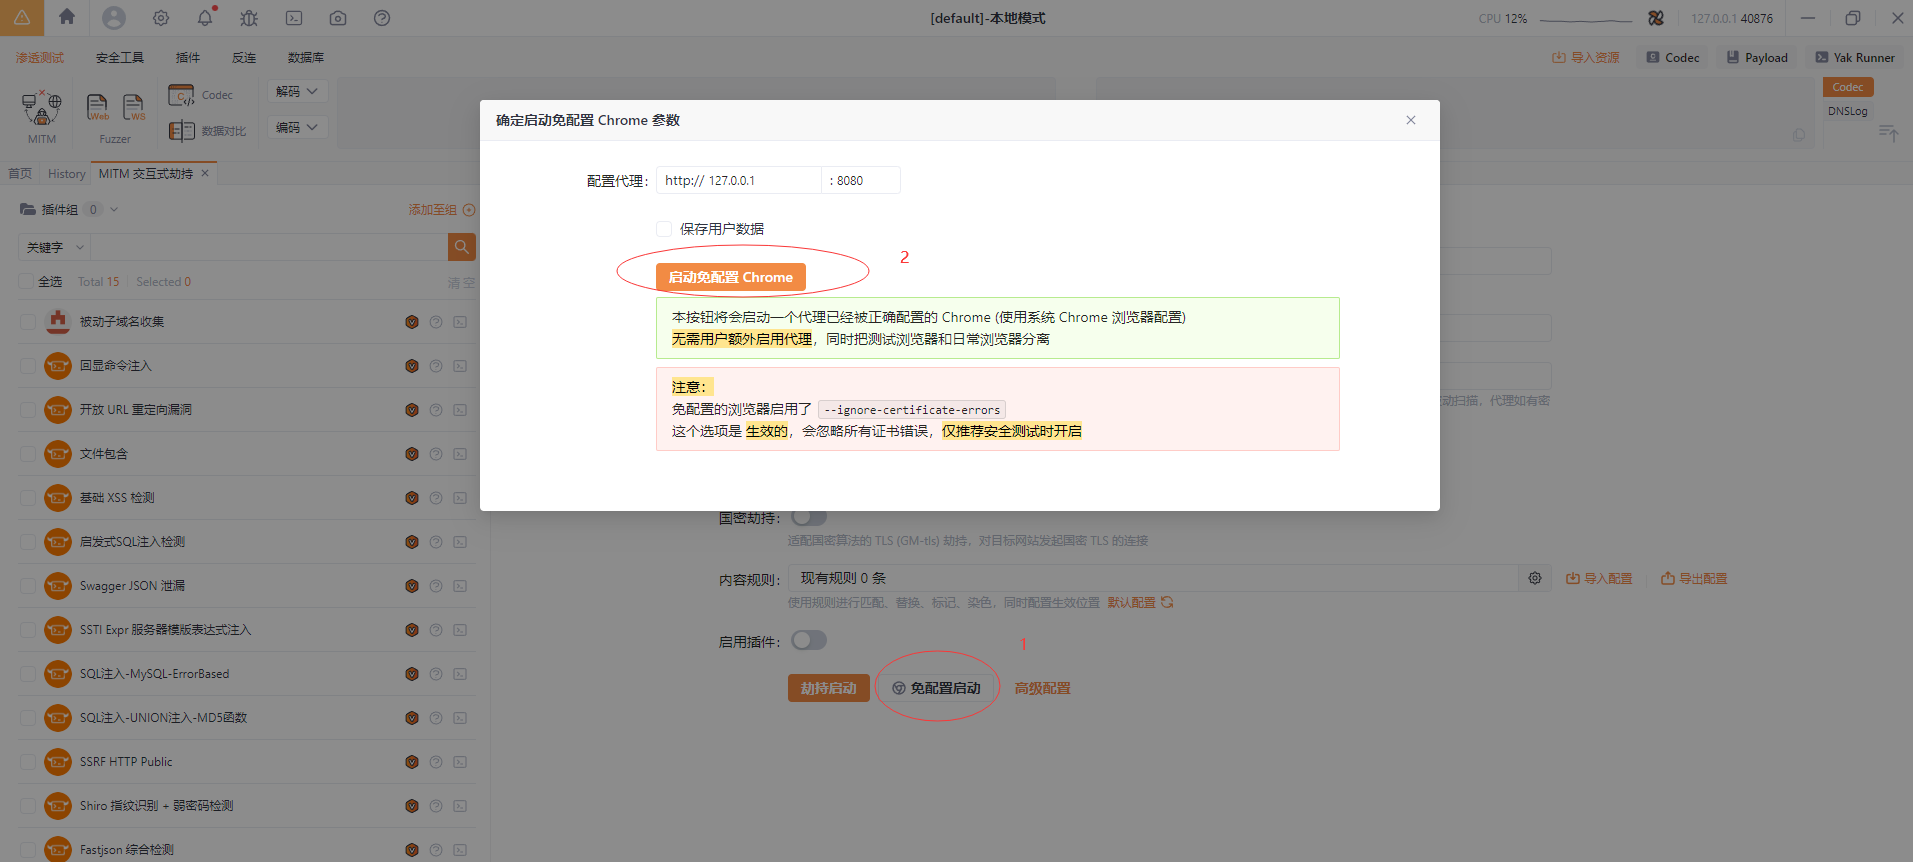 [default]-本地模式
CPU 12%
127.0.0.1 40876
渗透测试
安全工具
插件
反连
数据库
导入资源
Codec
Payload
Yak Runner
MITM
Web
WS
Fuzzer
Codec
数据对比
解码
编码
Codec
DNSLog
首页
History
MITM 交互式劫持
插件组 0
添加至组
关键字
全选 Total 15 Selected 0
清空
被动子域名收集
回显命令注入
开放 URL 重定向漏洞
文件包含
基础 XSS 检测
启发式SQL注入检测
Swagger JSON 泄漏
SSTI Expr 服务器模版表达式注入
SQL注入-MySQL-ErrorBased
SQL注入-UNION注入-MD5函数
SSRF HTTP Public
Shiro 指纹识别 + 弱密码检测
Fastjson 综合检测
确定启动免配置 Chrome 参数
配置代理: http:// 127.0.0.1 : 8080
保存用户数据
2
启动免配置 Chrome
本按钮将会启动一个代理已经被正确配置的 Chrome (使用系统 Chrome 浏览器配置)
无需用户额外启用代理，同时把测试浏览器和日常浏览器分离
注意：
免配置的浏览器启用了 --ignore-certificate-errors
这个选项是 生效的，会忽略所有证书错误，仅推荐安全测试时开启
动扫描，代理如有密
国密劫持:
适配国密算法的 TLS (GM-tls) 劫持，对目标网站发起国密 TLS 的连接
内容规则: 现有规则 0 条
导入配置
导出配置
使用规则进行匹配、替换、标记、染色，同时配置生效位置 默认配置
启用插件:
1
劫持启动
免配置启动
高级配置